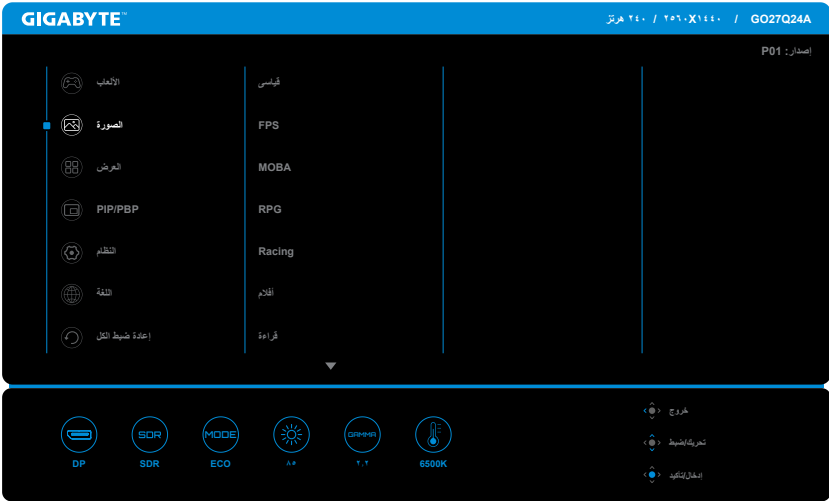 GIGABYTE™
GO27Q24A / ٢٥٦٠X١٤٤٠ / ٢٤٠ هرتز
إصدار: P01
الألعاب
قياسى
الصورة
FPS
العرض
MOBA
PIP/PBP
RPG
النظام
Racing
اللغة
أفلام
إعادة ضبط الكل
قراءة
خروج
تحريك/ضبط
إدخال/تأكيد
SDR
MODE
GAMMA
DP
SDR
ECO
٨٥
٢.٢
6500K